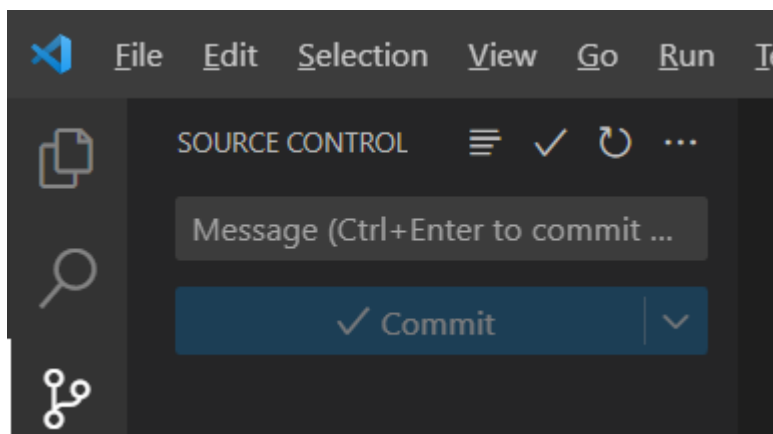 File Edit Selection View Go Run
SOURCE CONTROL
Message (Ctrl+Enter to commit ...
Commit